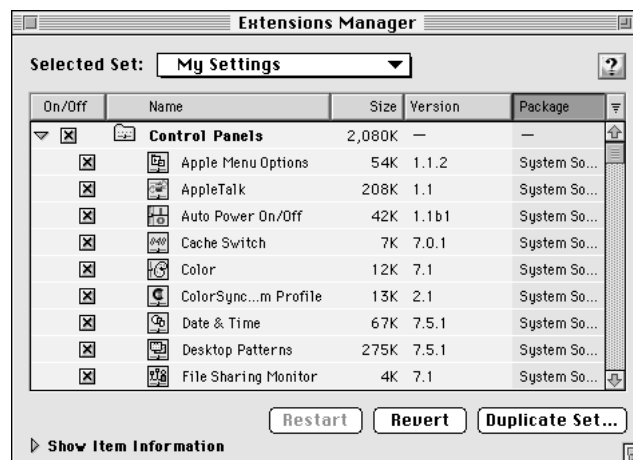 Extensions Manager
Selected Set: My Settings
?
On/Off Name Size Version Package
Control Panels 2,080K — —
Apple Menu Options 54K 1.1.2 System So...
AppleTalk 208K 1.1 System So...
Auto Power On/Off 42K 1.1b1 System So...
Cache Switch 7K 7.0.1 System So...
Color 12K 7.1 System So...
ColorSync...m Profile 13K 2.1 System So...
Date & Time 67K 7.5.1 System So...
Desktop Patterns 275K 7.5.1 System So...
File Sharing Monitor 4K 7.1 System So...
Restart Revert Duplicate Set...
Show Item Information